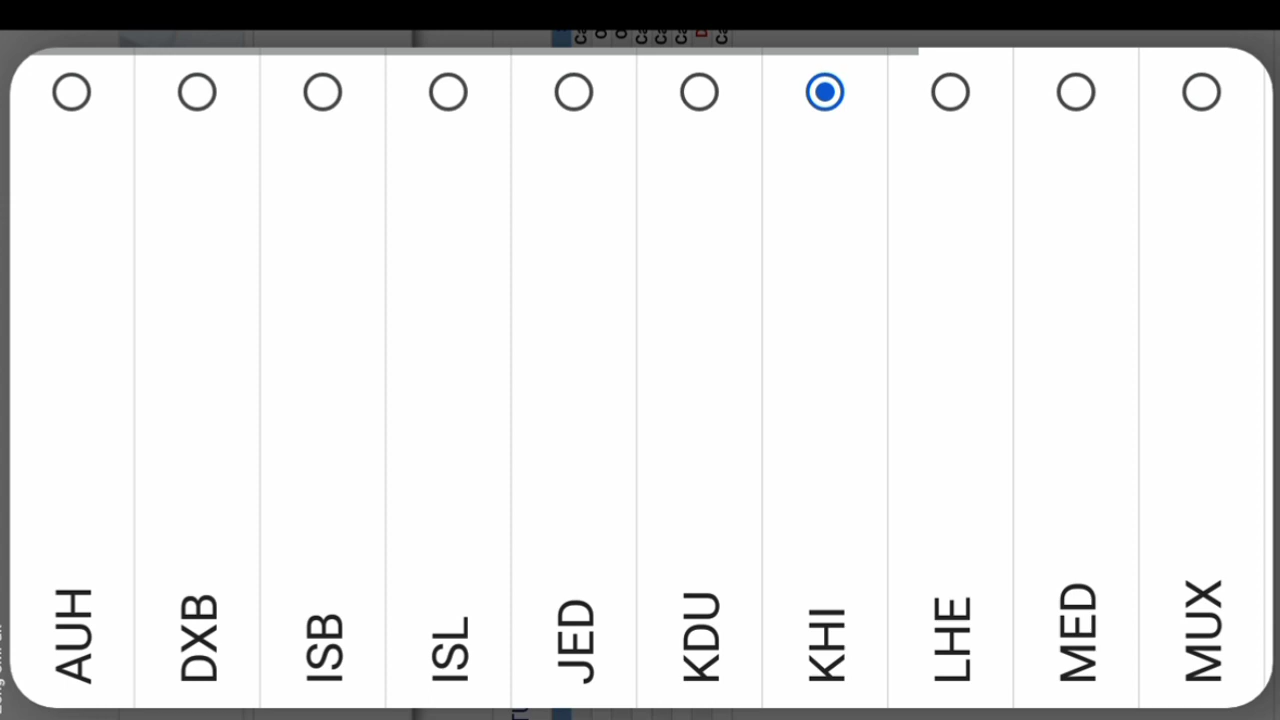 AUH
DXB
ISB
ISL
JED
KDU
KHI
LHE
MED
MUX